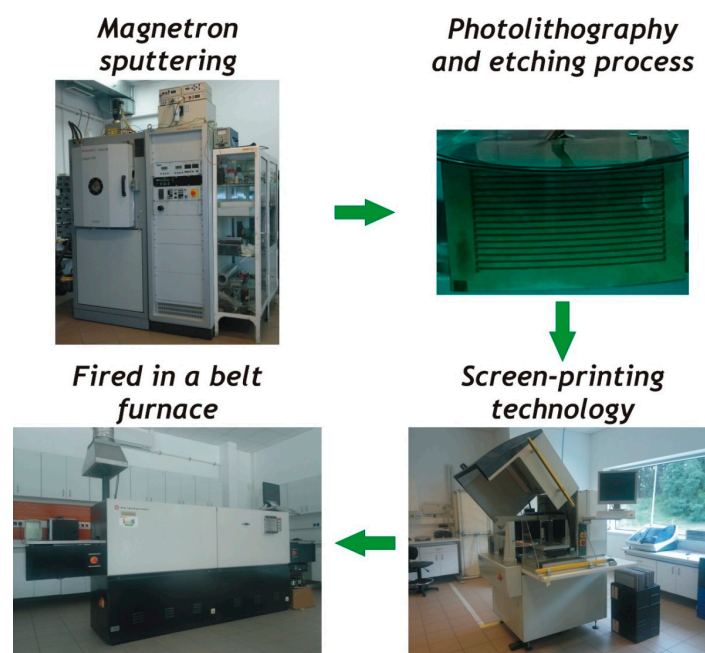 Magnetron
sputtering
Photolithography
and etching process
Fired in a belt
furnace
Screen-printing
technology